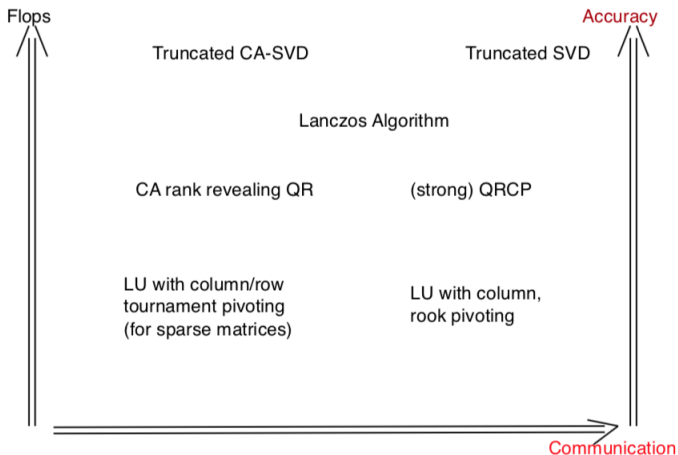 Flops
Accuracy
Truncated CA-SVD
Truncated SVD
Lanczos Algorithm
CA rank revealing QR
(strong) QRCP
LU with column/row
tournament pivoting
(for sparse matrices)
LU with column,
rook pivoting
Communication